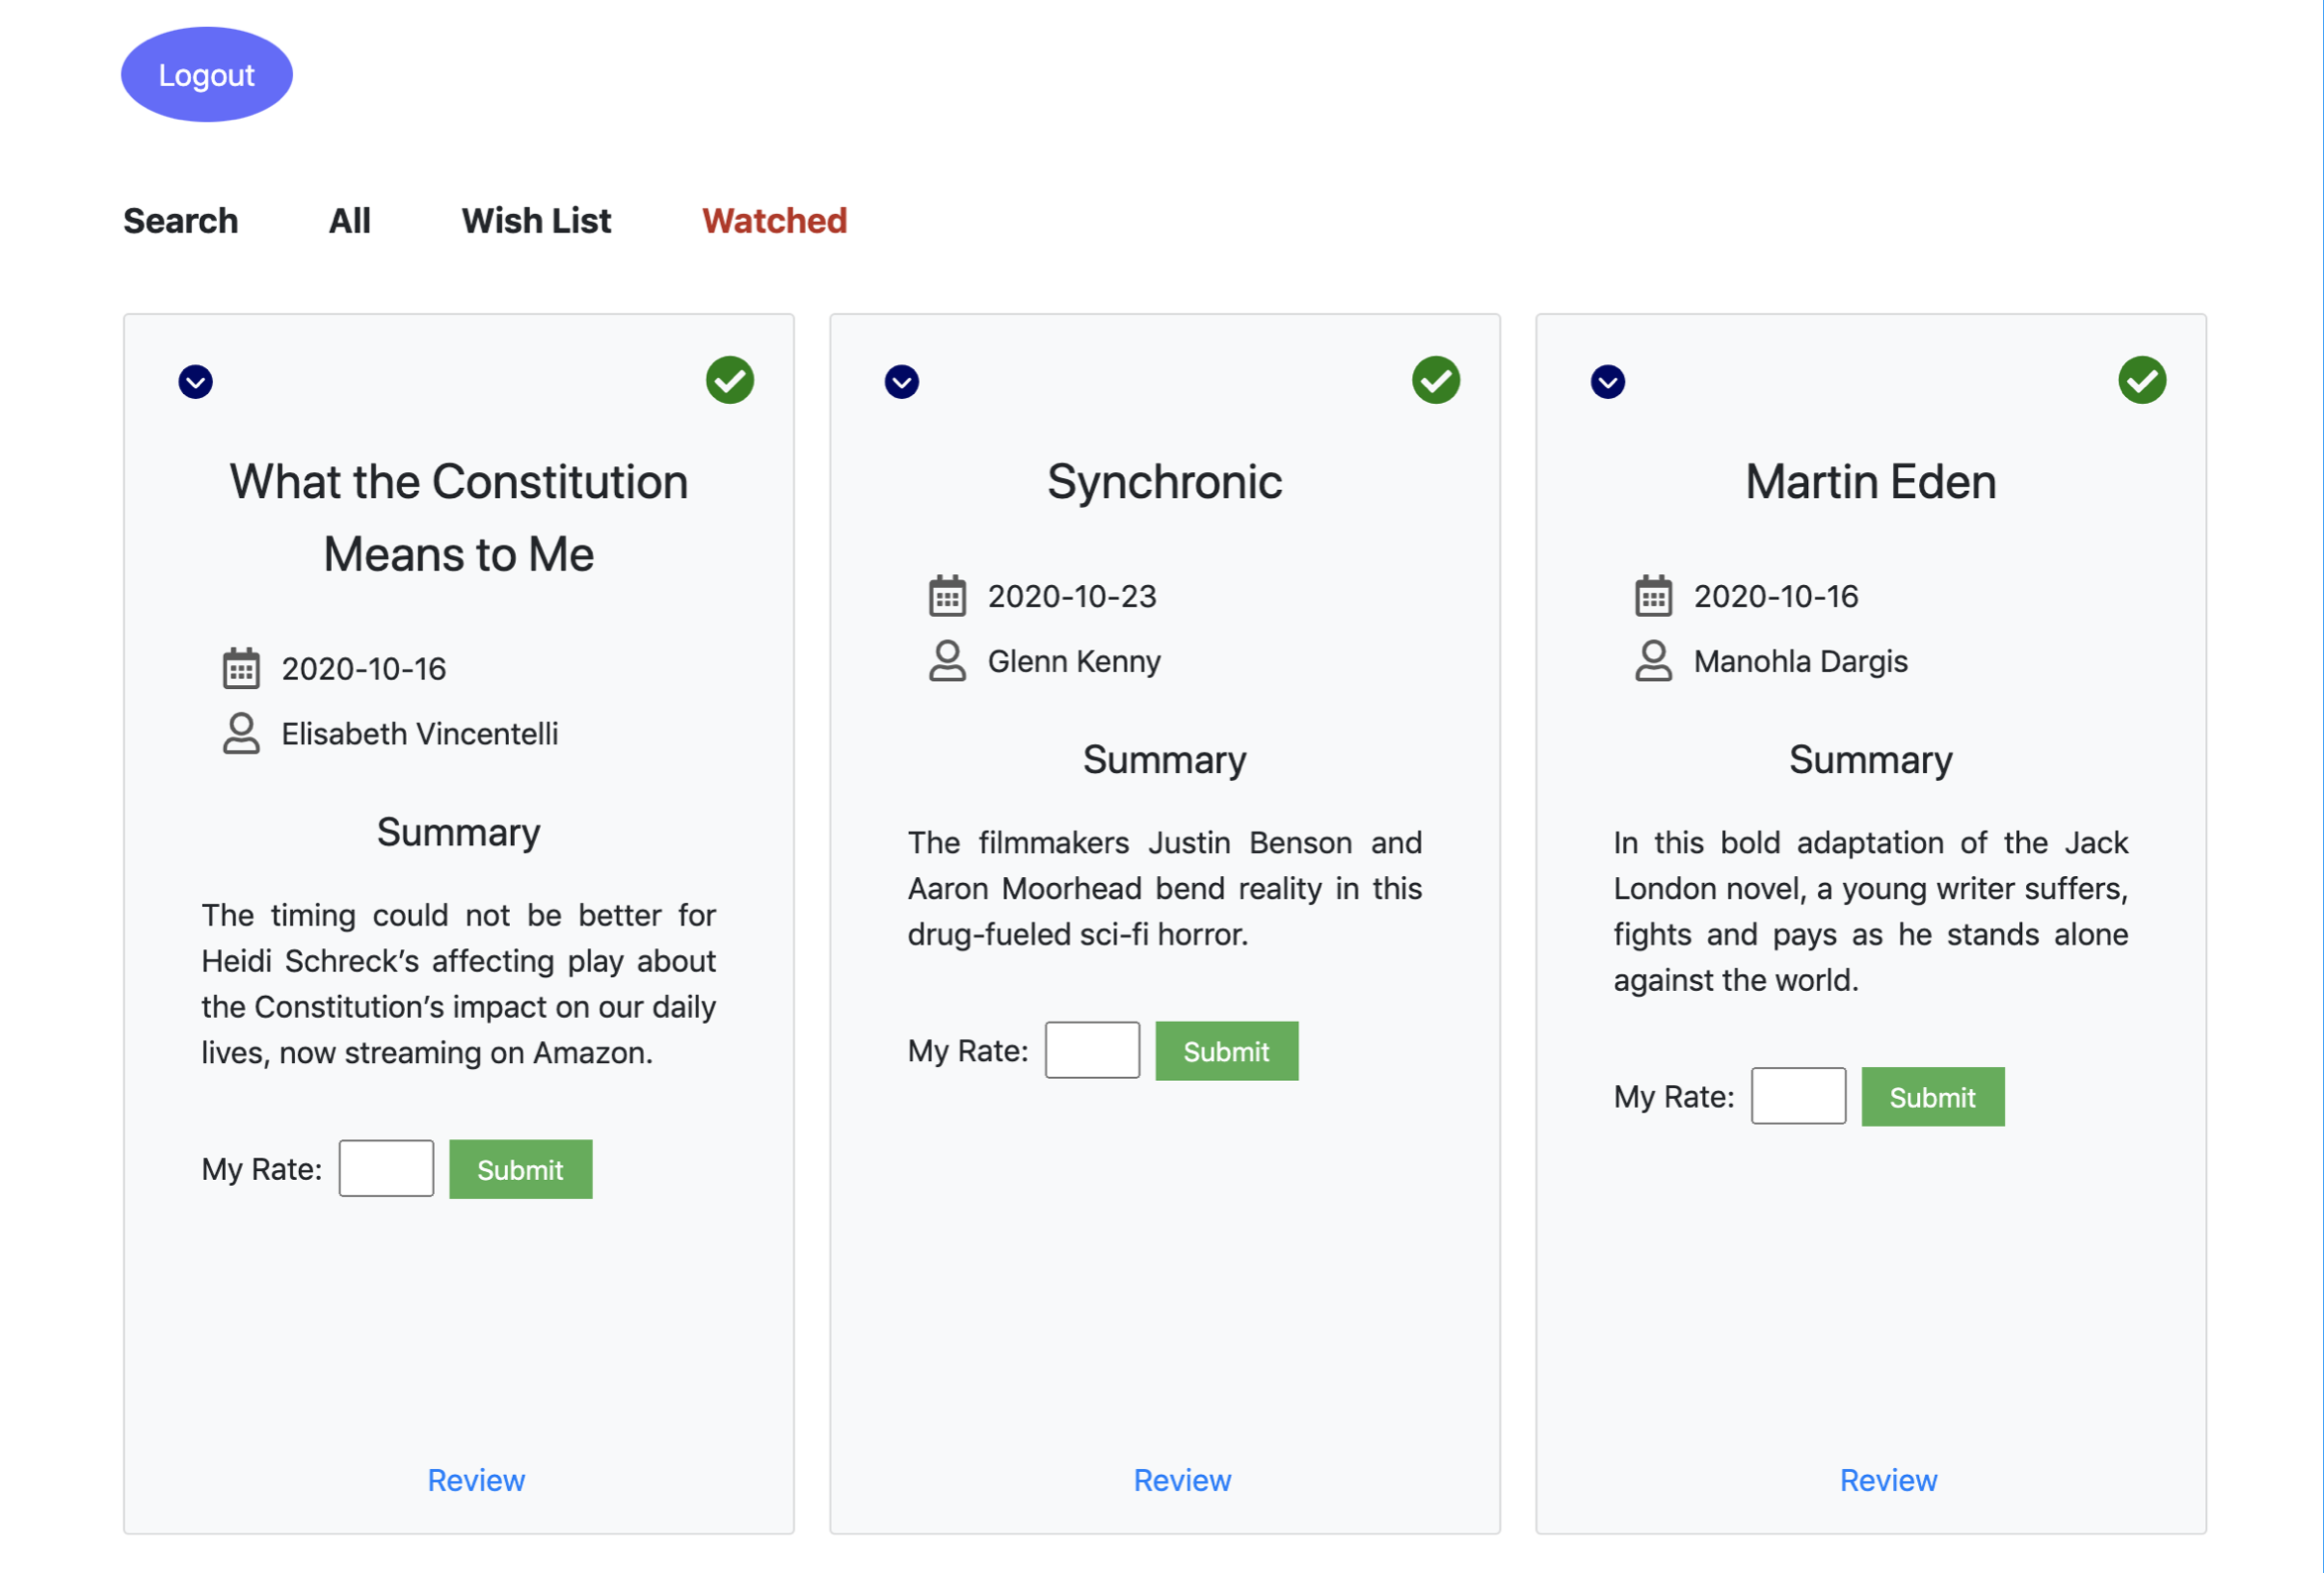 Logout
Search All Wish List Watched
What the Constitution
Means to Me
2020-10-16
Elisabeth Vincentelli
Summary
The timing could not be better for
Heidi Schreck’s affecting play about
the Constitution’s impact on our daily
lives, now streaming on Amazon.
My Rate: Submit
Review
Synchronic
2020-10-23
Glenn Kenny
Summary
The filmmakers Justin Benson and
Aaron Moorhead bend reality in this
drug-fueled sci-fi horror.
My Rate: Submit
Review
Martin Eden
2020-10-16
Manohla Dargis
Summary
In this bold adaptation of the Jack
London novel, a young writer suffers,
fights and pays as he stands alone
against the world.
My Rate: Submit
Review